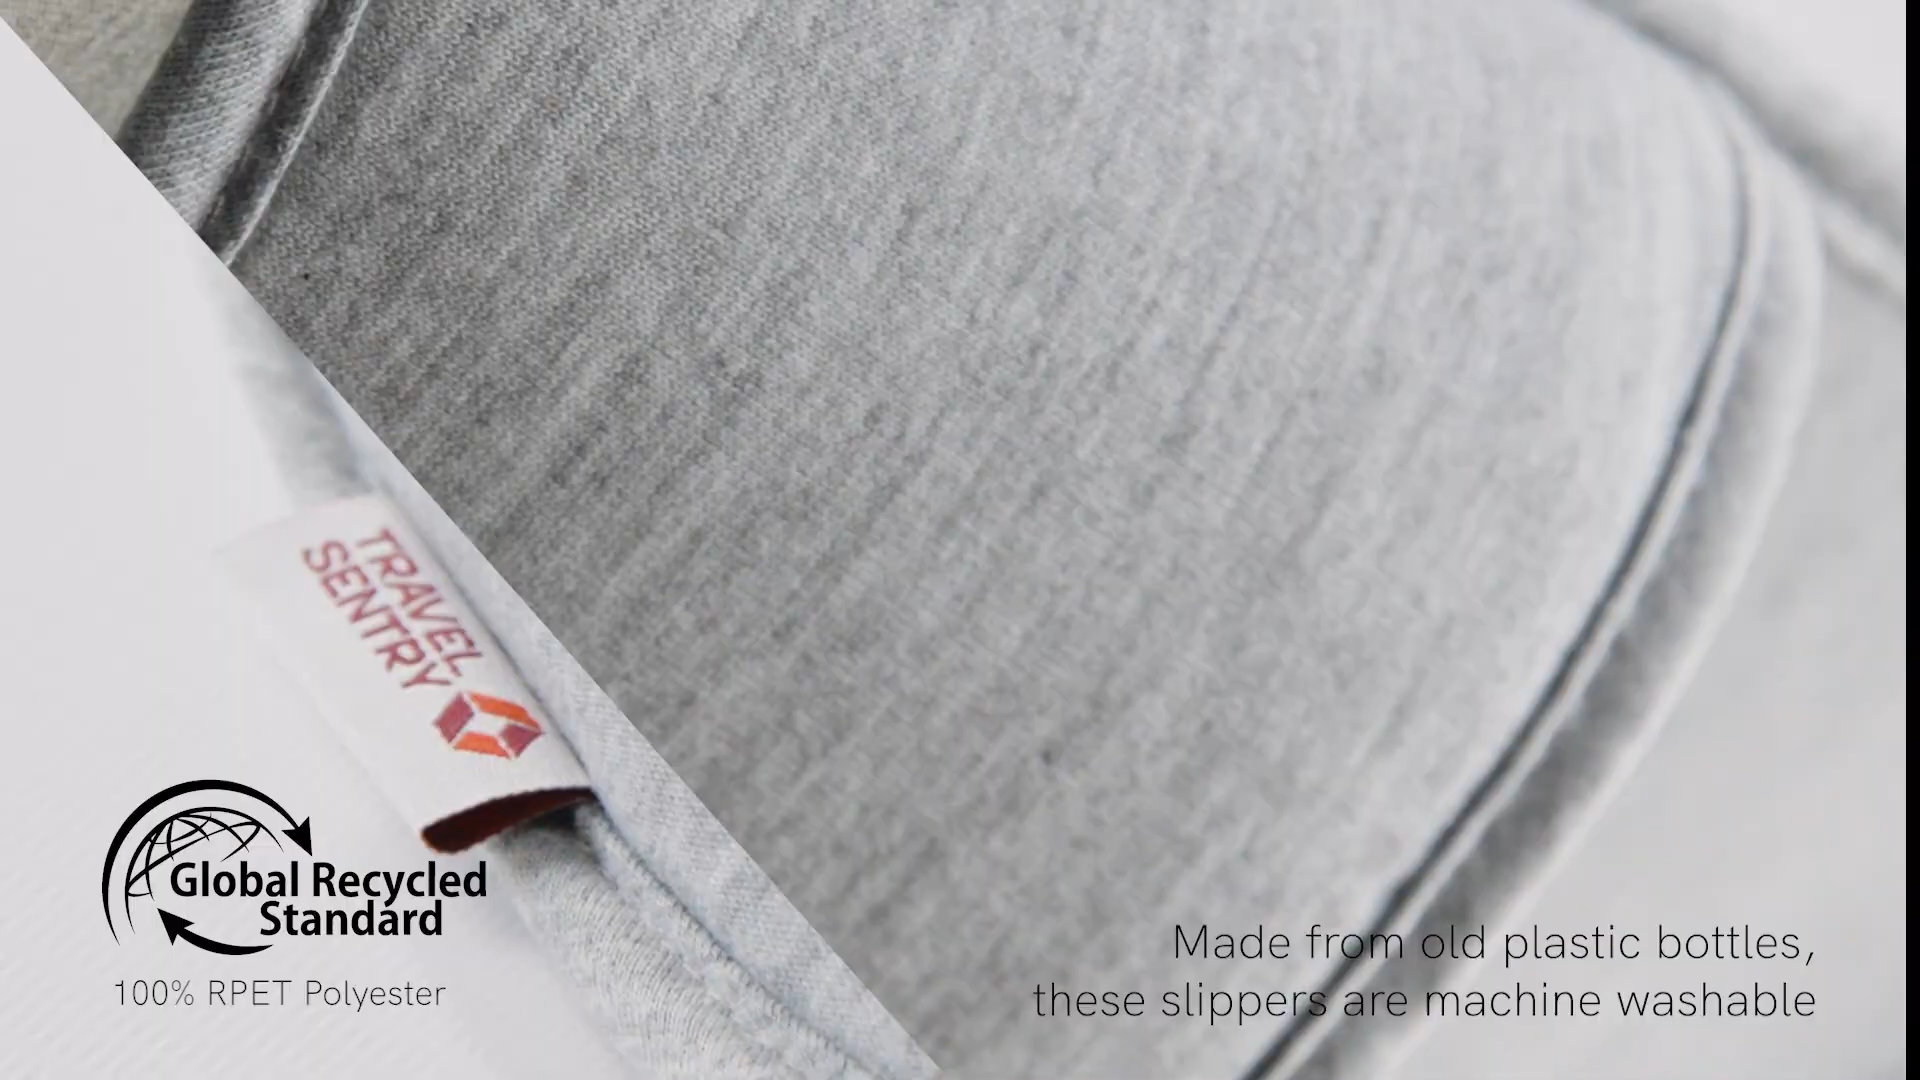 TRAVEL
SENTRY
Global Recycled
Standard
100% RPET Polyester
Made from old plastic bottles,
these slippers are machine washable